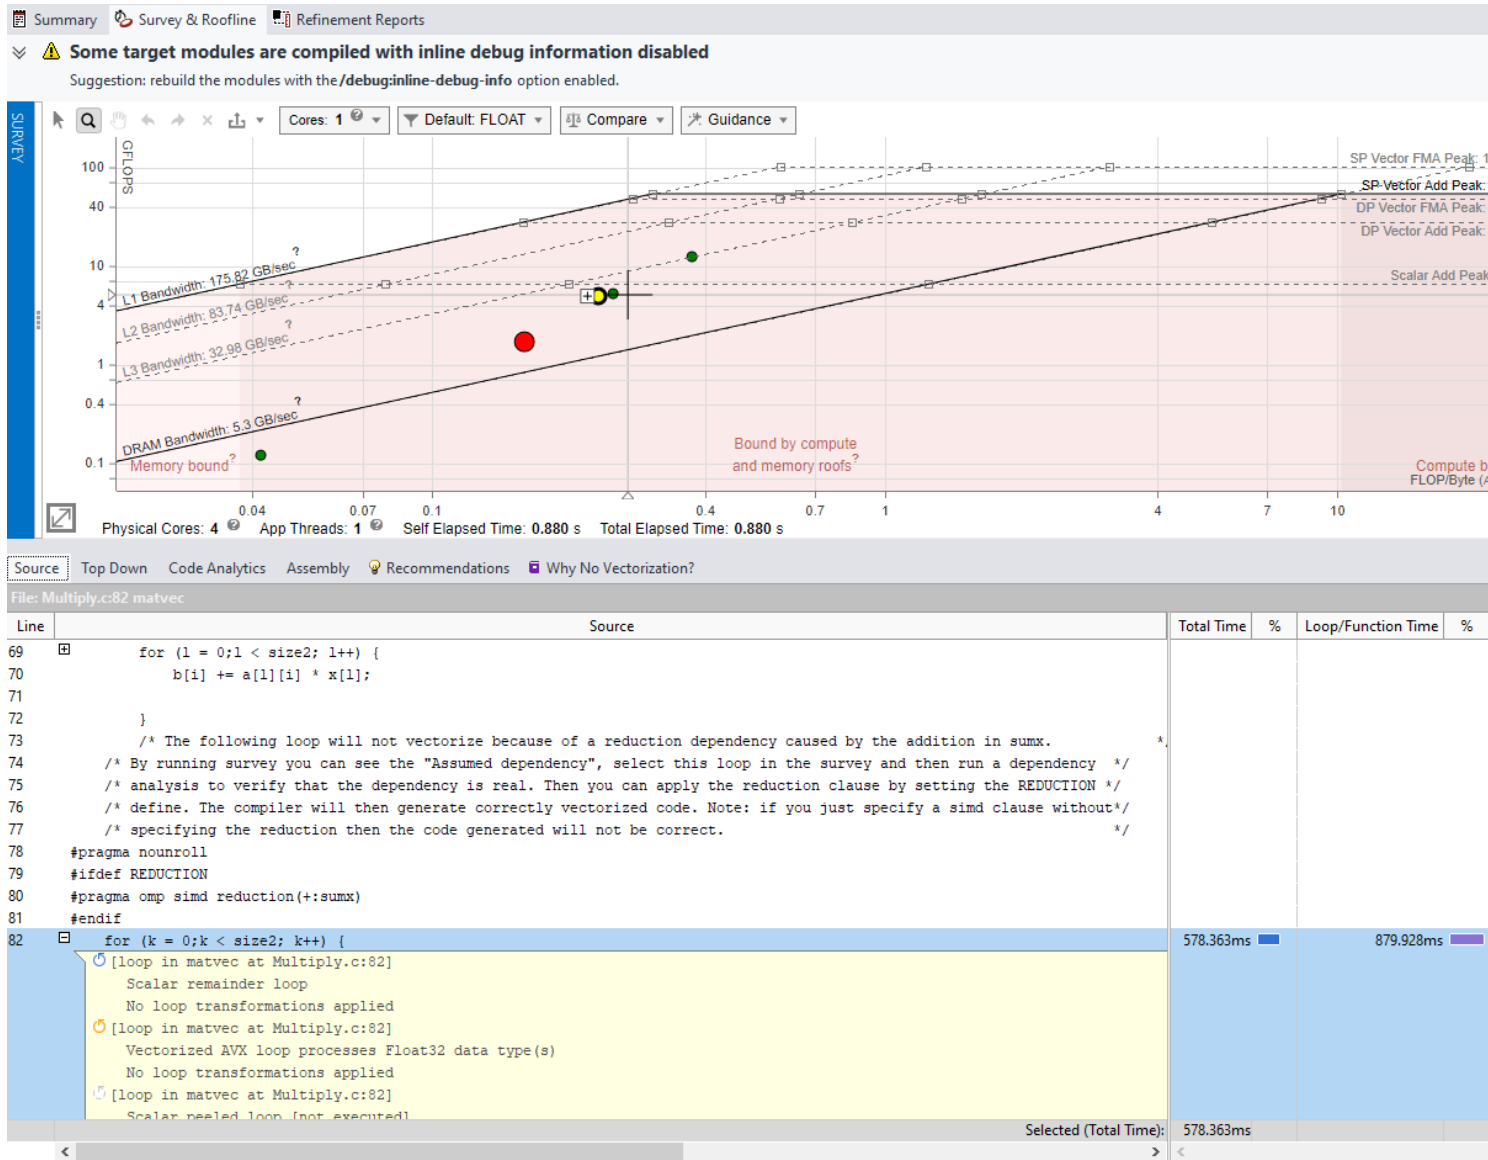 Summary Survey & Roofline Refinement Reports
Some target modules are compiled with inline debug information disabled
Suggestion: rebuild the modules with the /debug:inline-debug-info option enabled.
SURVEY
Cores: 1 Default: FLOAT Compare Guidance
GFLOPS
100
40
10
4
1
0.4
0.1
SP Vector FMA Peak: 1
SP Vector Add Peak:
DP Vector FMA Peak:
DP Vector Add Peak:
Scalar Add Peak
L1 Bandwidth: 175.82 GB/sec ?
L2 Bandwidth: 83.74 GB/sec ?
L3 Bandwidth: 32.98 GB/sec ?
DRAM Bandwidth: 5.3 GB/sec ?
Memory bound?
Bound by compute
and memory roofs?
Compute b
FLOP/Byte (A
0.04 0.07 0.1 0.4 0.7 1 4 7 10
Physical Cores: 4 App Threads: 1 Self Elapsed Time: 0.880 s Total Elapsed Time: 0.880 s
Source Top Down Code Analytics Assembly Recommendations Why No Vectorization?
File: Multiply.c:82 matvec
Line Source Total Time % Loop/Function Time %
69 for (l = 0;l < size2; l++) {
70 b[i] += a[l][i] * x[l];
71
72 }
73 /* The following loop will not vectorize because of a reduction dependency caused by the addition in sumx. *
74 /* By running survey you can see the "Assumed dependency", select this loop in the survey and then run a dependency */
75 /* analysis to verify that the dependency is real. Then you can apply the reduction clause by setting the REDUCTION */
76 /* define. The compiler will then generate correctly vectorized code. Note: if you just specify a simd clause without*/
77 /* specifying the reduction then the code generated will not be correct. */
78 #pragma nounroll
79 #ifdef REDUCTION
80 #pragma omp simd reduction(+:sumx)
81 #endif
82 for (k = 0;k < size2; k++) { 578.363ms 879.928ms
[loop in matvec at Multiply.c:82]
Scalar remainder loop
No loop transformations applied
[loop in matvec at Multiply.c:82]
Vectorized AVX loop processes Float32 data type(s)
No loop transformations applied
[loop in matvec at Multiply.c:82]
Scalar peeled loop [not executed]
Selected (Total Time): 578.363ms